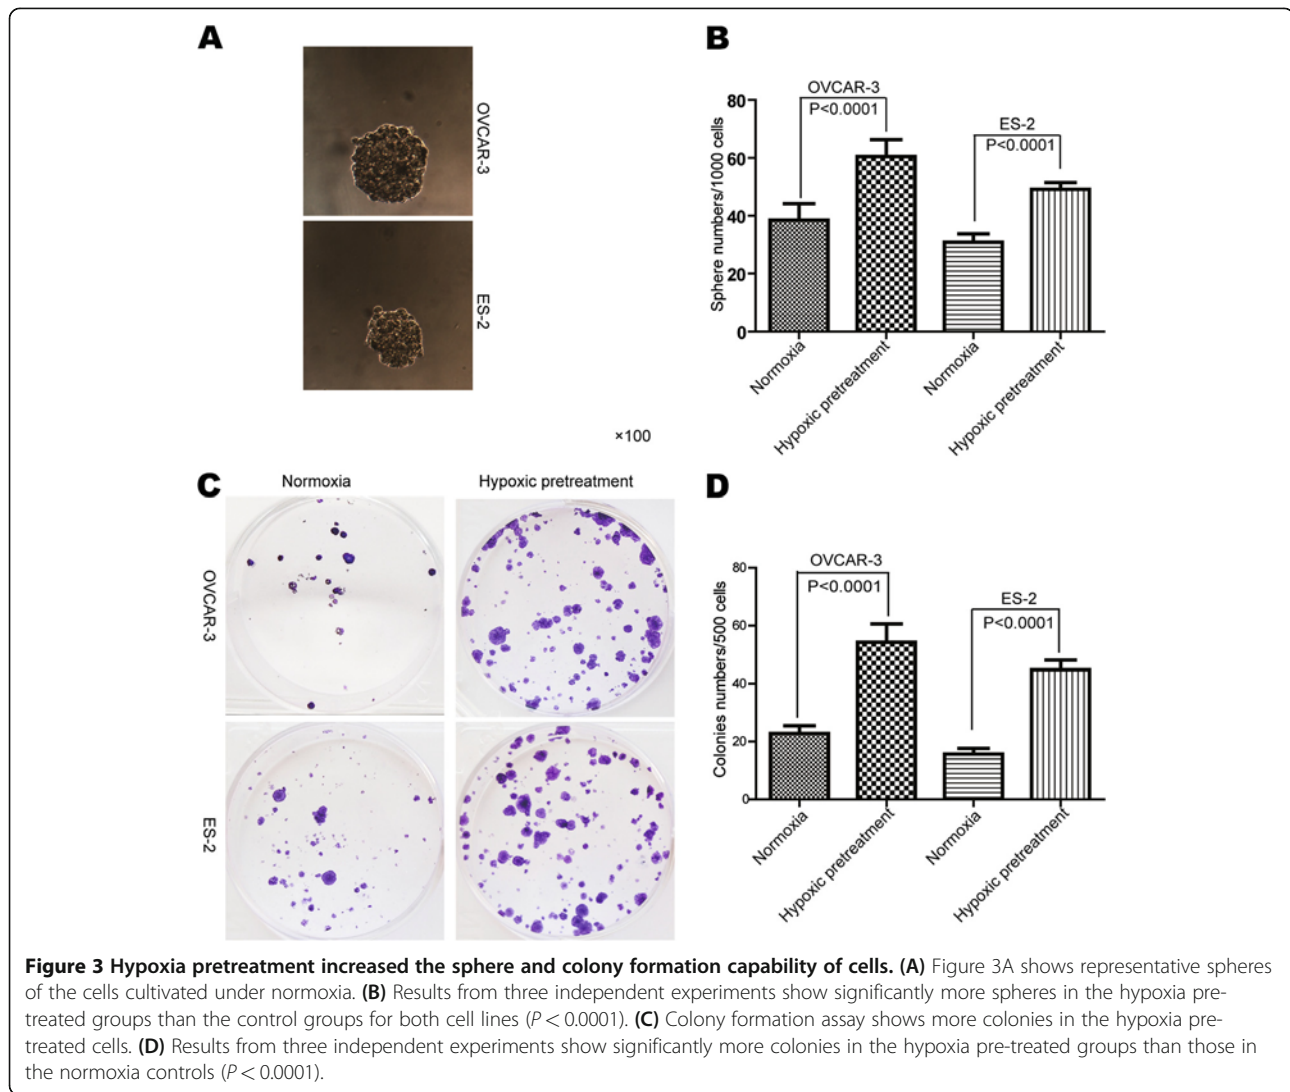 A
OVCAR-3
ES-2
×100
B
Sphere numbers/1000 cells
80
60
40
20
0
OVCAR-3
P<0.0001
ES-2
P<0.0001
Normoxia
Hypoxic pretreatment
Normoxia
Hypoxic pretreatment
C
Normoxia
Hypoxic pretreatment
OVCAR-3
ES-2
D
Colonies numbers/500 cells
80
60
40
20
0
OVCAR-3
P<0.0001
ES-2
P<0.0001
Normoxia
Hypoxic pretreatment
Normoxia
Hypoxic pretreatment
Figure 3 Hypoxia pretreatment increased the sphere and colony formation capability of cells. (A) Figure 3A shows representative spheres
of the cells cultivated under normoxia. (B) Results from three independent experiments show significantly more spheres in the hypoxia pre-
treated groups than the control groups for both cell lines (P < 0.0001). (C) Colony formation assay shows more colonies in the hypoxia pre-
treated cells. (D) Results from three independent experiments show significantly more colonies in the hypoxia pre-treated groups than those in
the normoxia controls (P < 0.0001).